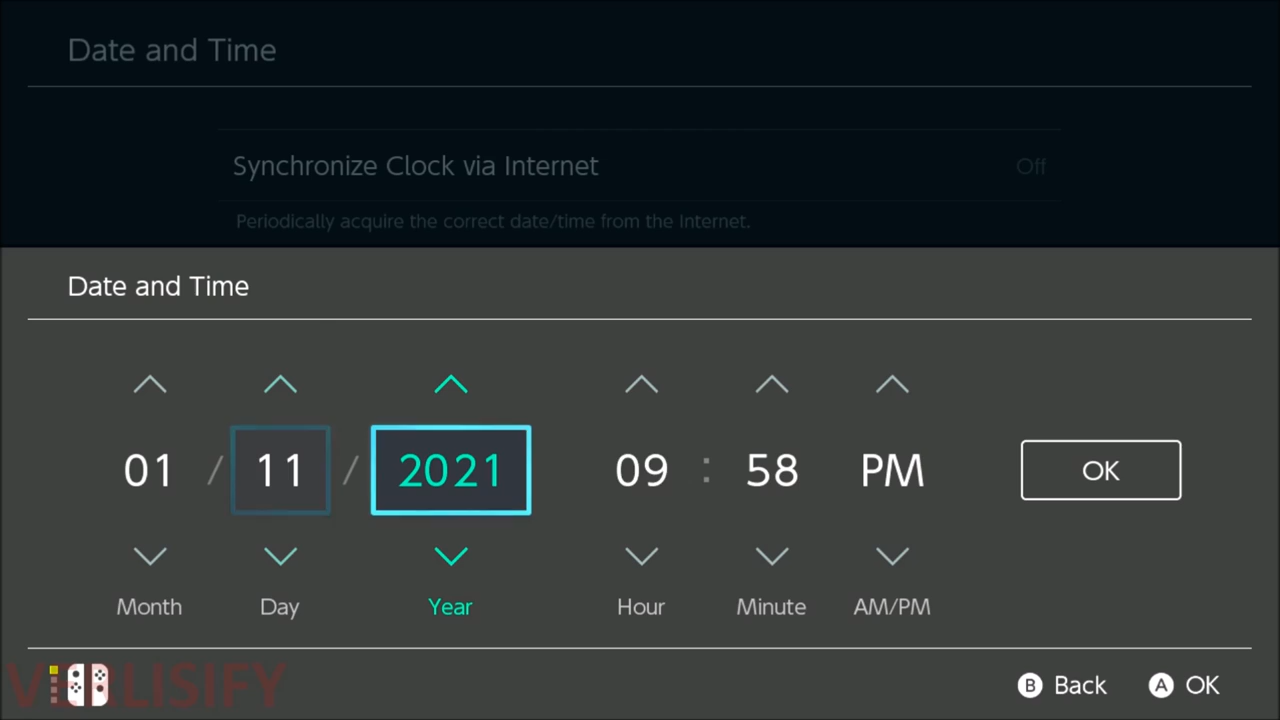 Date and Time
Synchronize Clock via Internet Off
Periodically acquire the correct date/time from the Internet.
Date and Time
01 / 11 / 2021 09 : 58 PM OK
Month Day Year Hour Minute AM/PM
VERLISIFY B Back A OK